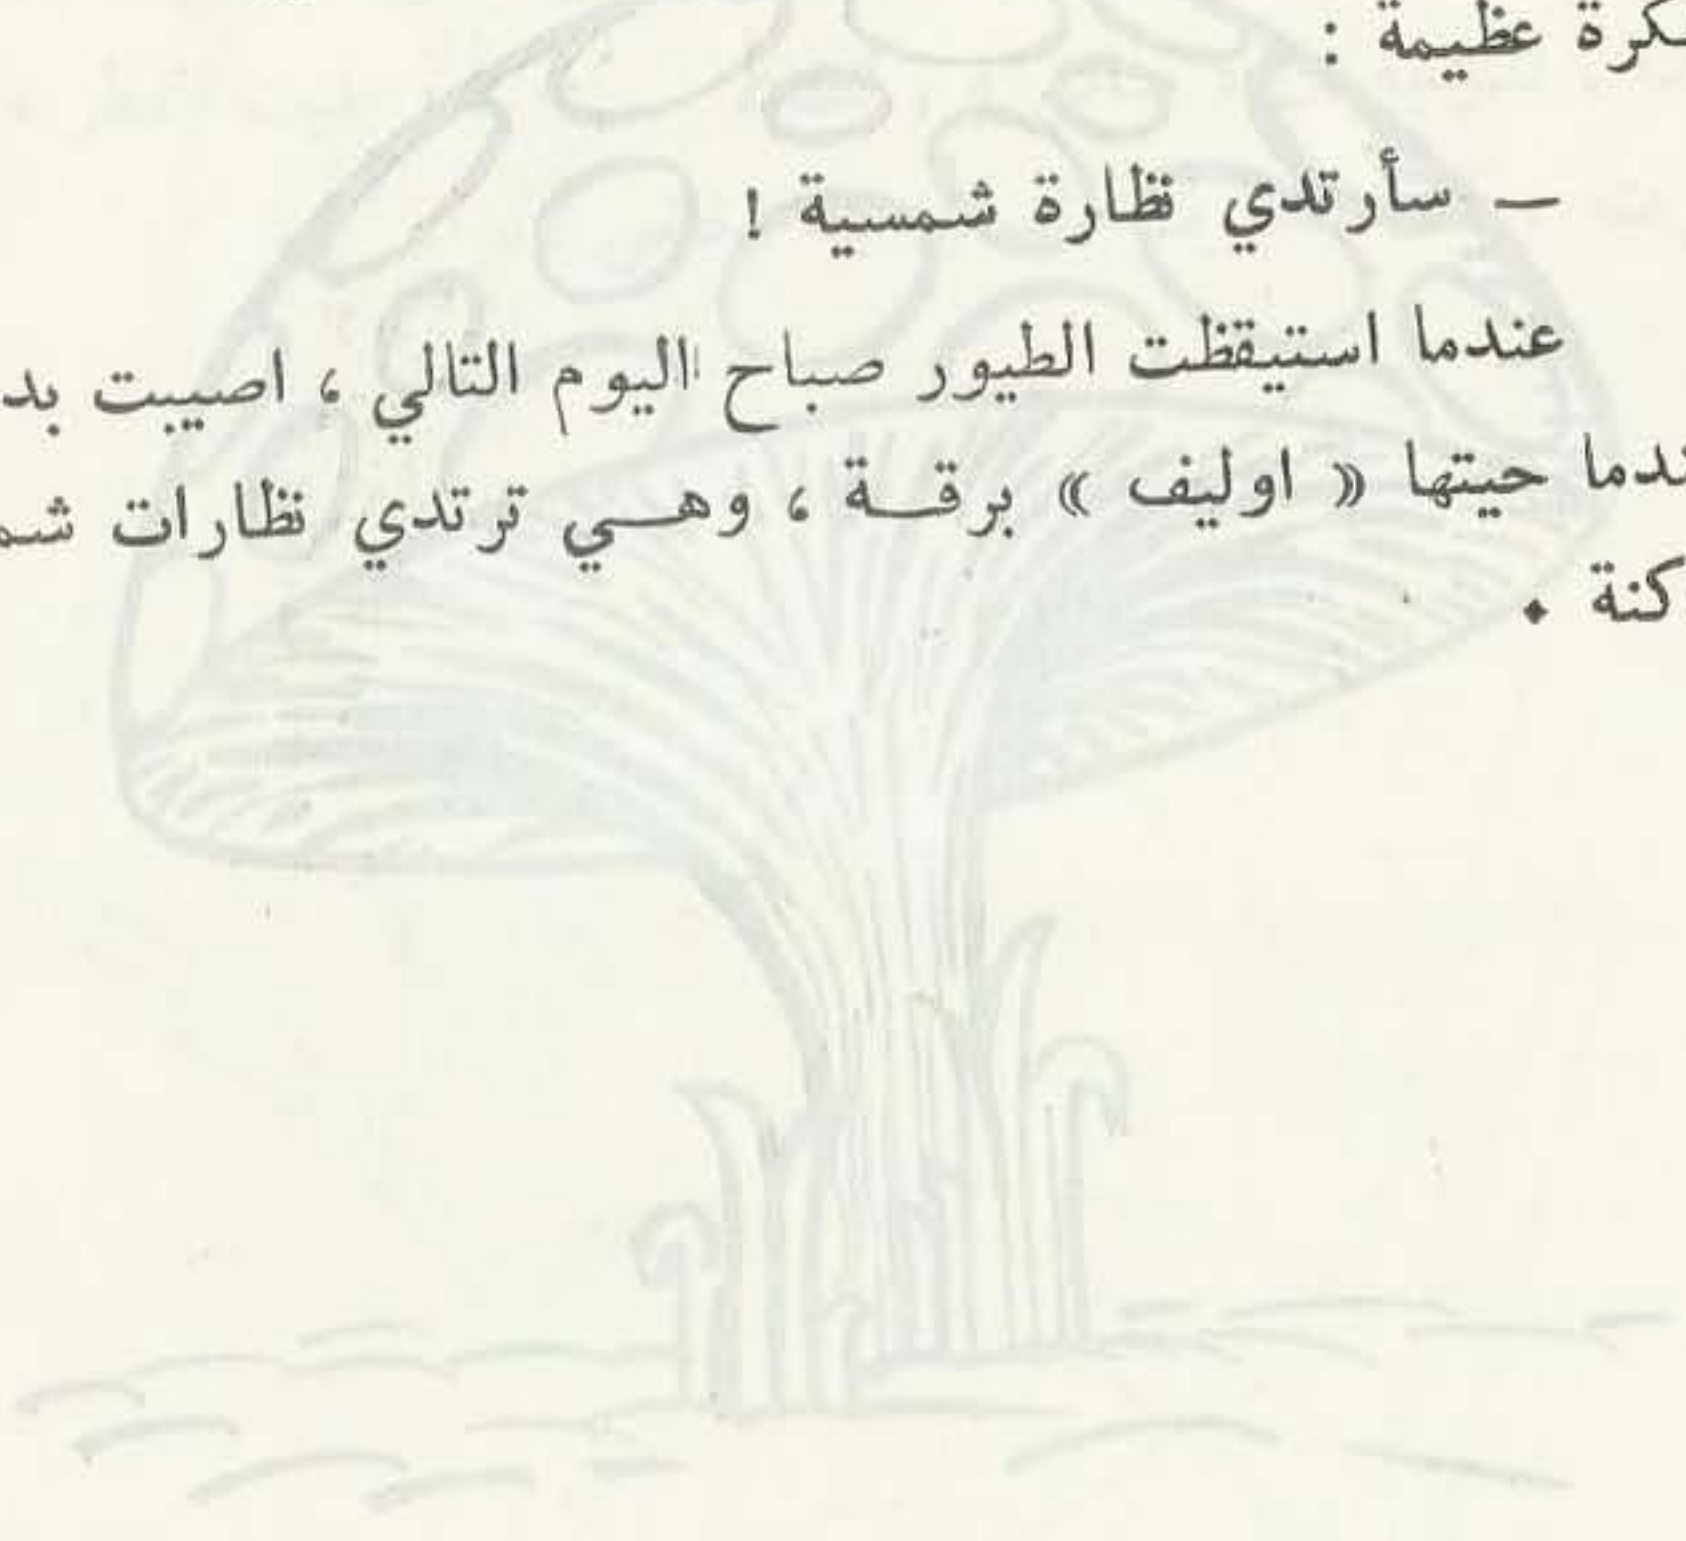 كرة عظيمة :
– سأرتدي نظارة شمسية !
عندما استيقظت الطيور صباح اليوم التالي ، اصيبت بد
ندما حيتها « اوليف » برقة ، وهي ترتدي نظارات شم
كنة .